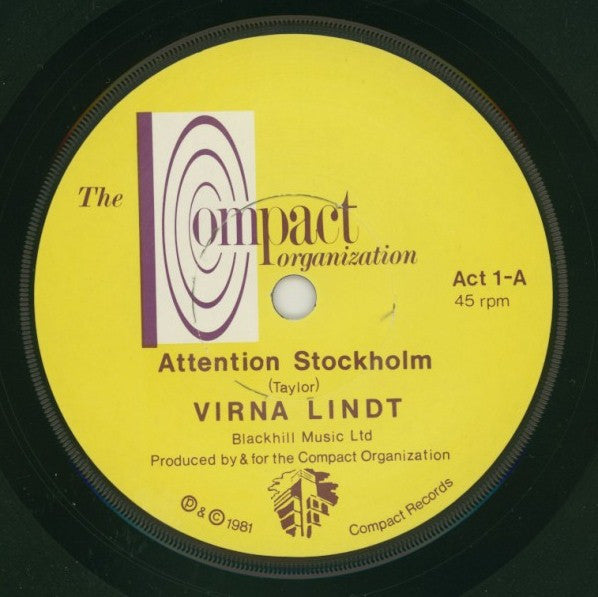 The Compact
organization
Act 1-A
45 rpm
Attention Stockholm
(Taylor)
VIRNA LINDT
Blackhill Music Ltd
Produced by & for the Compact Organization
Ⓟ & © 1981
Compact Records